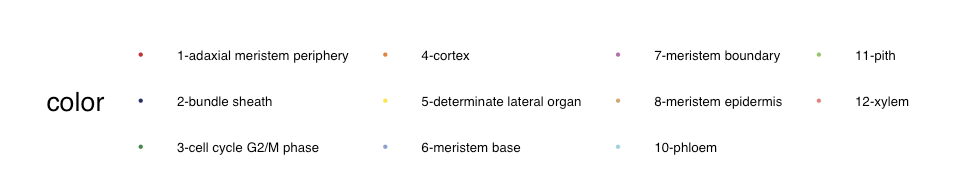 1-adaxial meristem periphery 4-cortex 7-meristem boundary 11-pith
color 2-bundle sheath 5-determinate lateral organ 8-meristem epidermis 12-xylem
3-cell cycle G2/M phase 6-meristem base 10-phloem